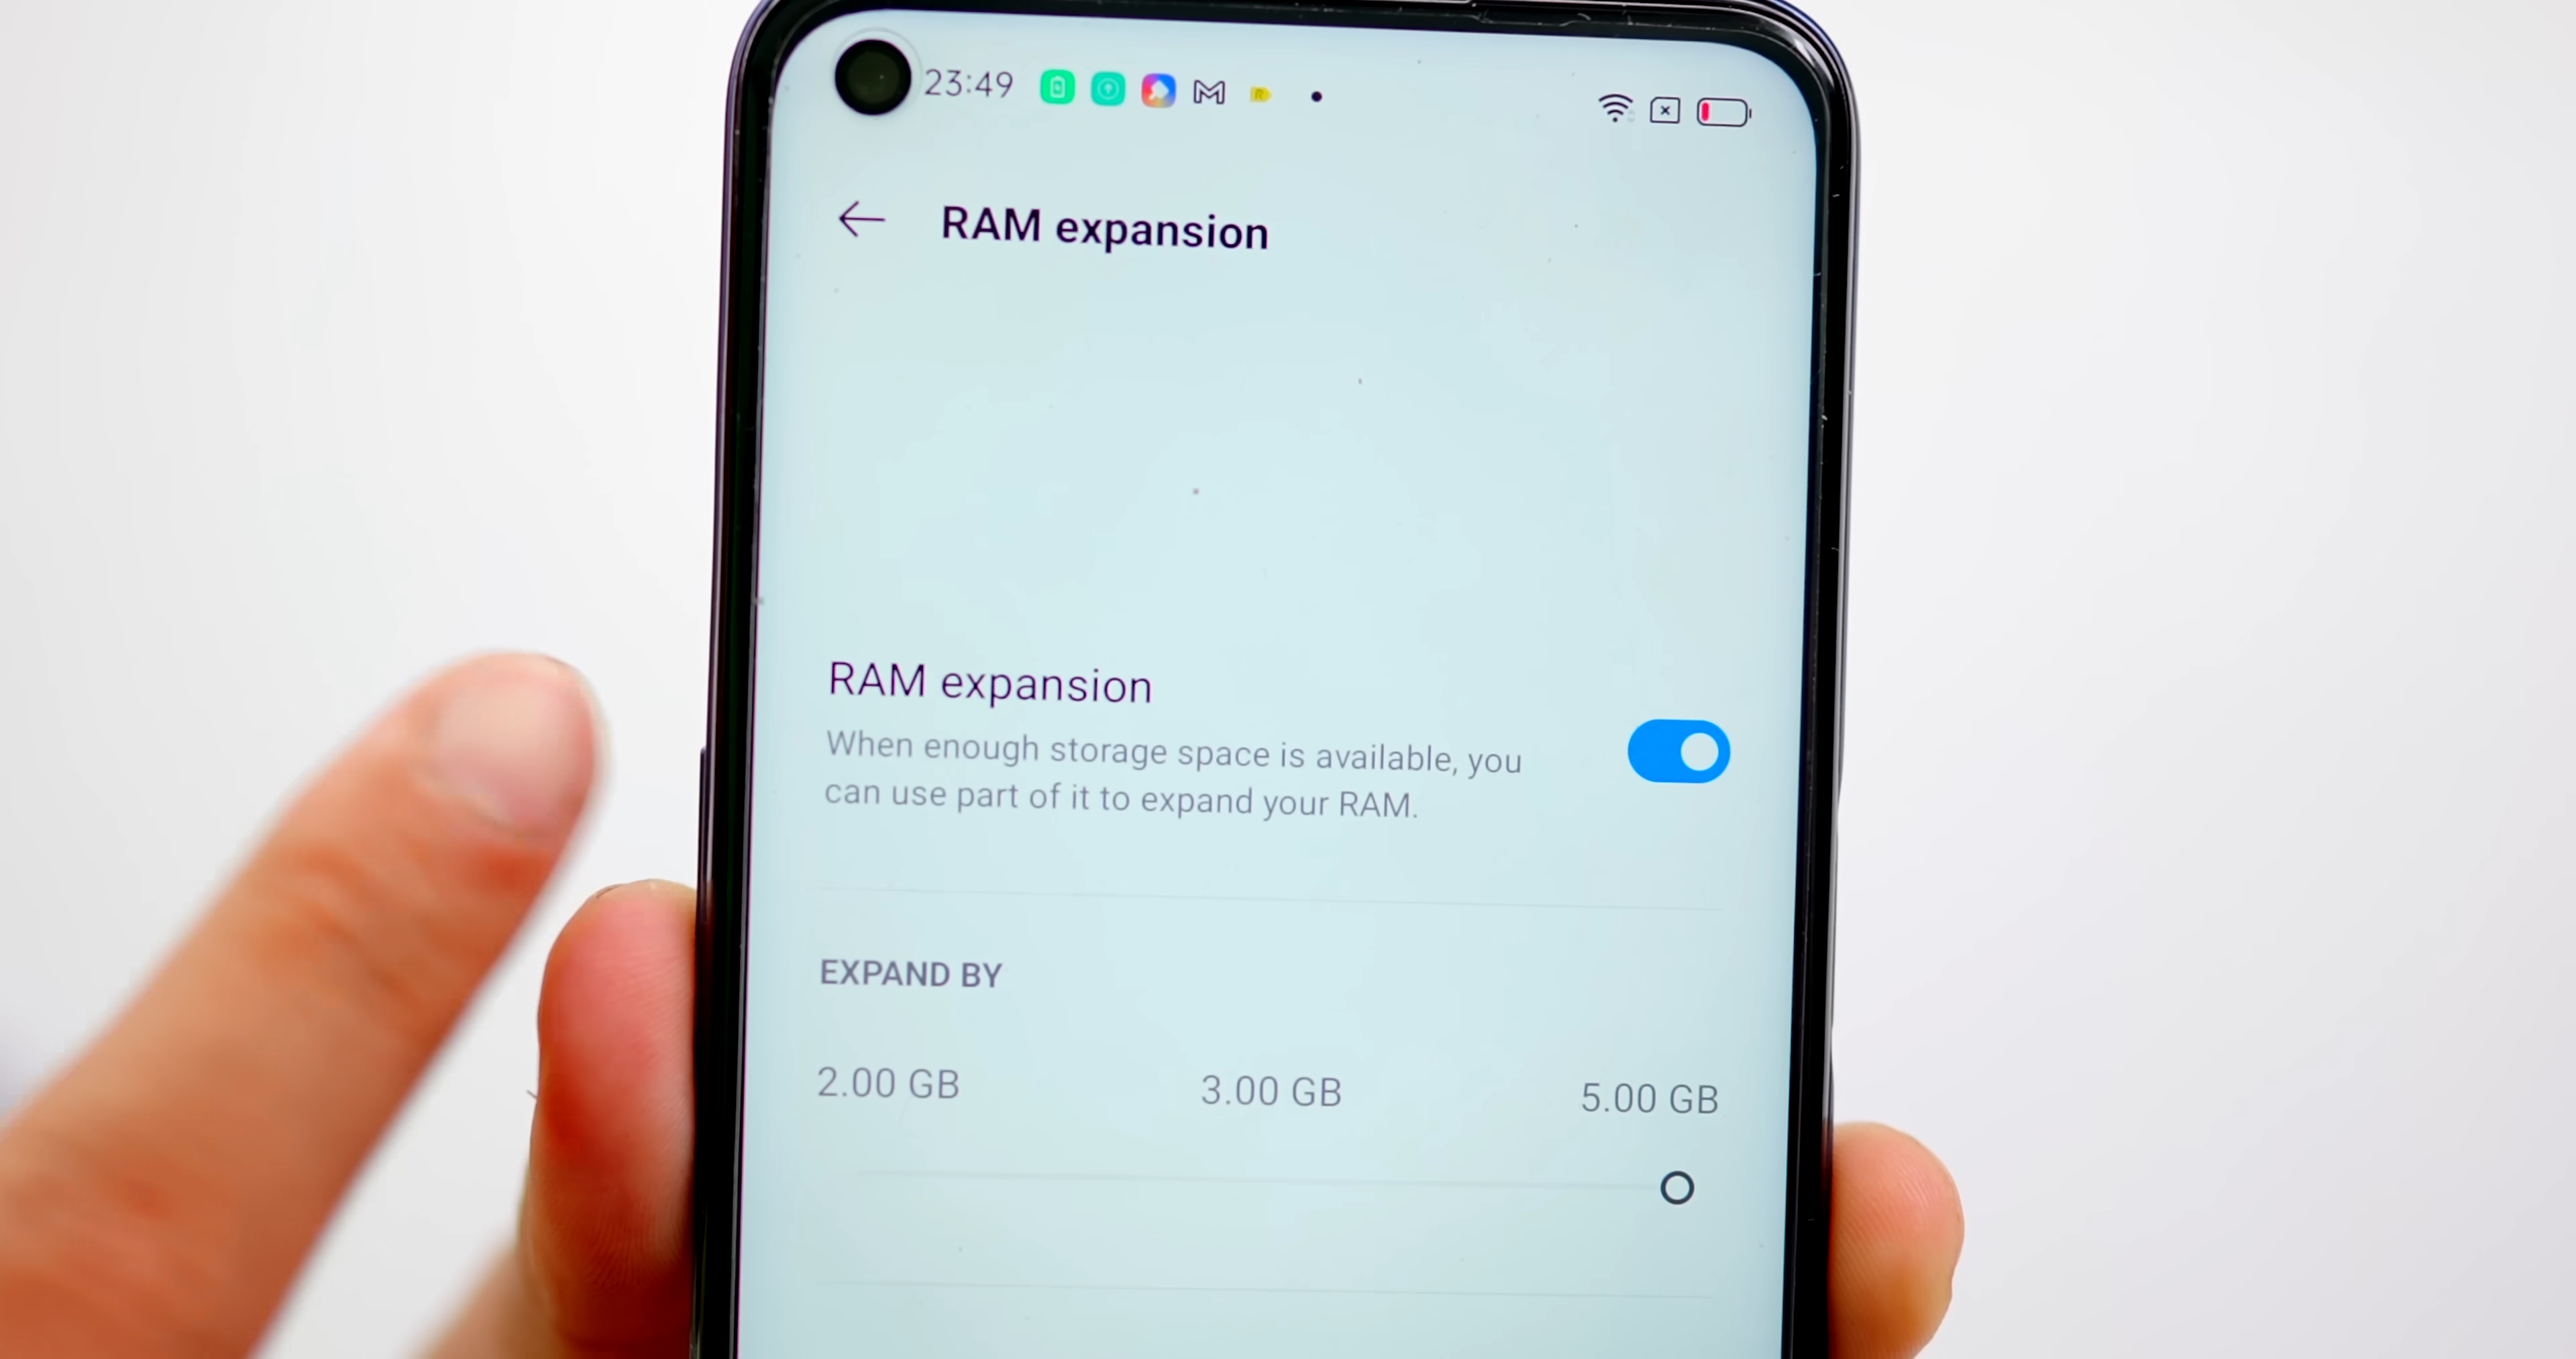 23:49
RAM expansion
RAM expansion
When enough storage space is available, you
can use part of it to expand your RAM.
EXPAND BY
2.00 GB 3.00 GB 5.00 GB